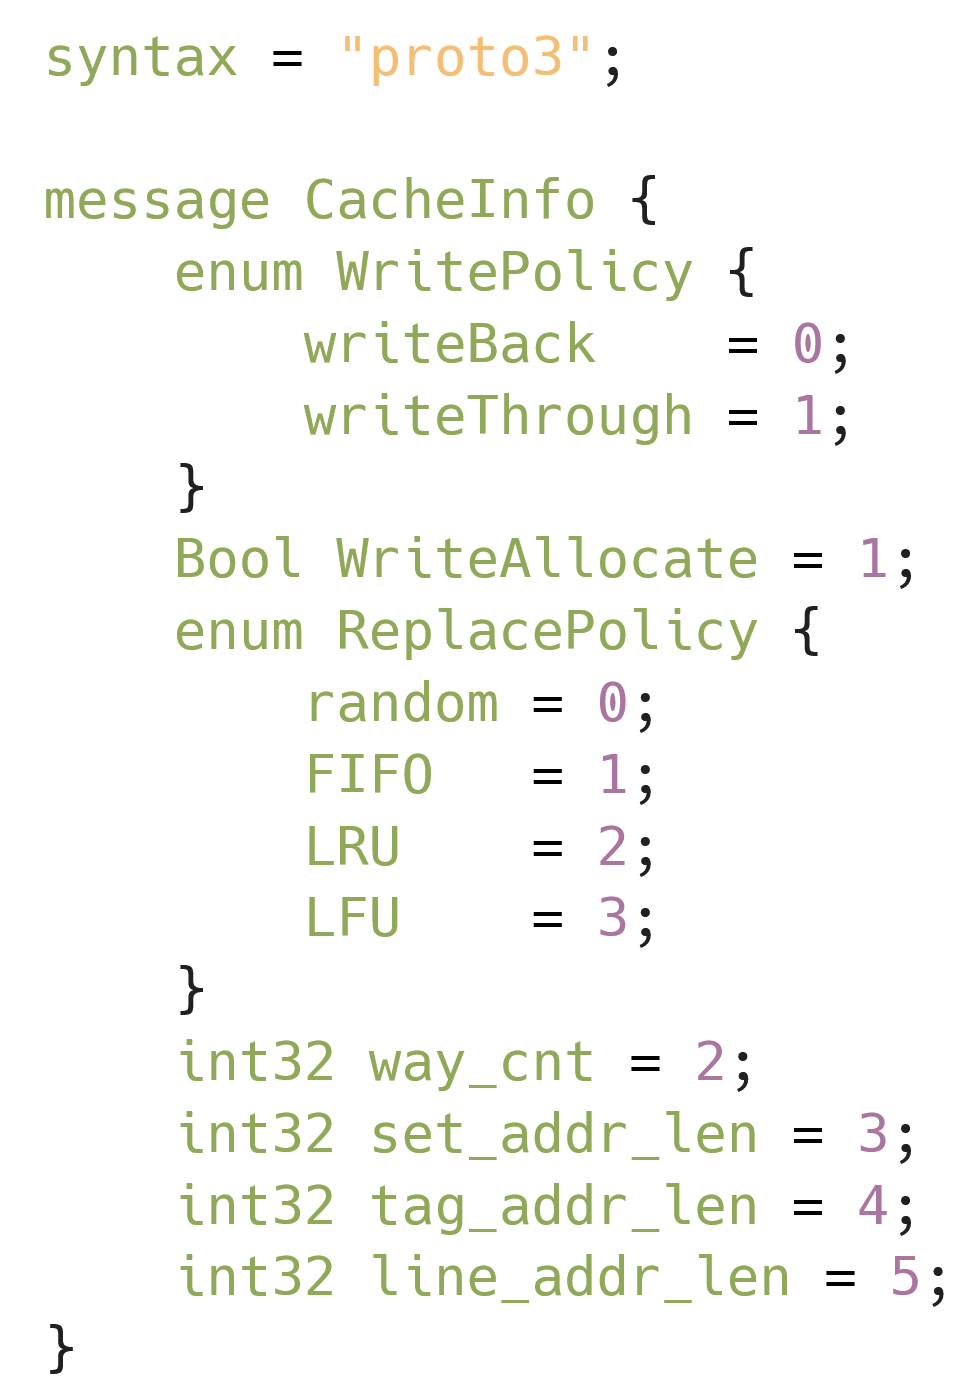 syntax = "proto3";

message CacheInfo {
    enum WritePolicy {
        writeBack    = 0;
        writeThrough = 1;
    }
    Bool WriteAllocate = 1;
    enum ReplacePolicy {
        random = 0;
        FIFO   = 1;
        LRU    = 2;
        LFU    = 3;
    }
    int32 way_cnt = 2;
    int32 set_addr_len = 3;
    int32 tag_addr_len = 4;
    int32 line_addr_len = 5;
}